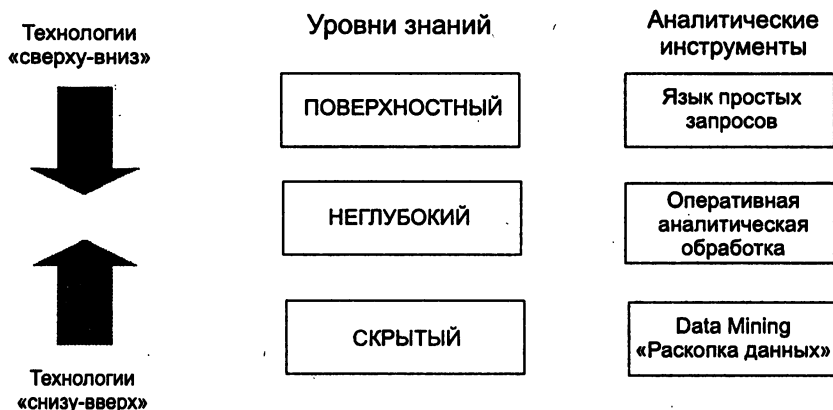 Технологии
«сверху-вниз»
Уровни знаний
Аналитические
инструменты
ПОВЕРХНОСТНЫЙ
Язык простых
запросов
НЕГЛУБОКИЙ
Оперативная
аналитическая
обработка
СКРЫТЫЙ
Data Mining
«Раскопка данных»
Технологии
«снизу-вверх»